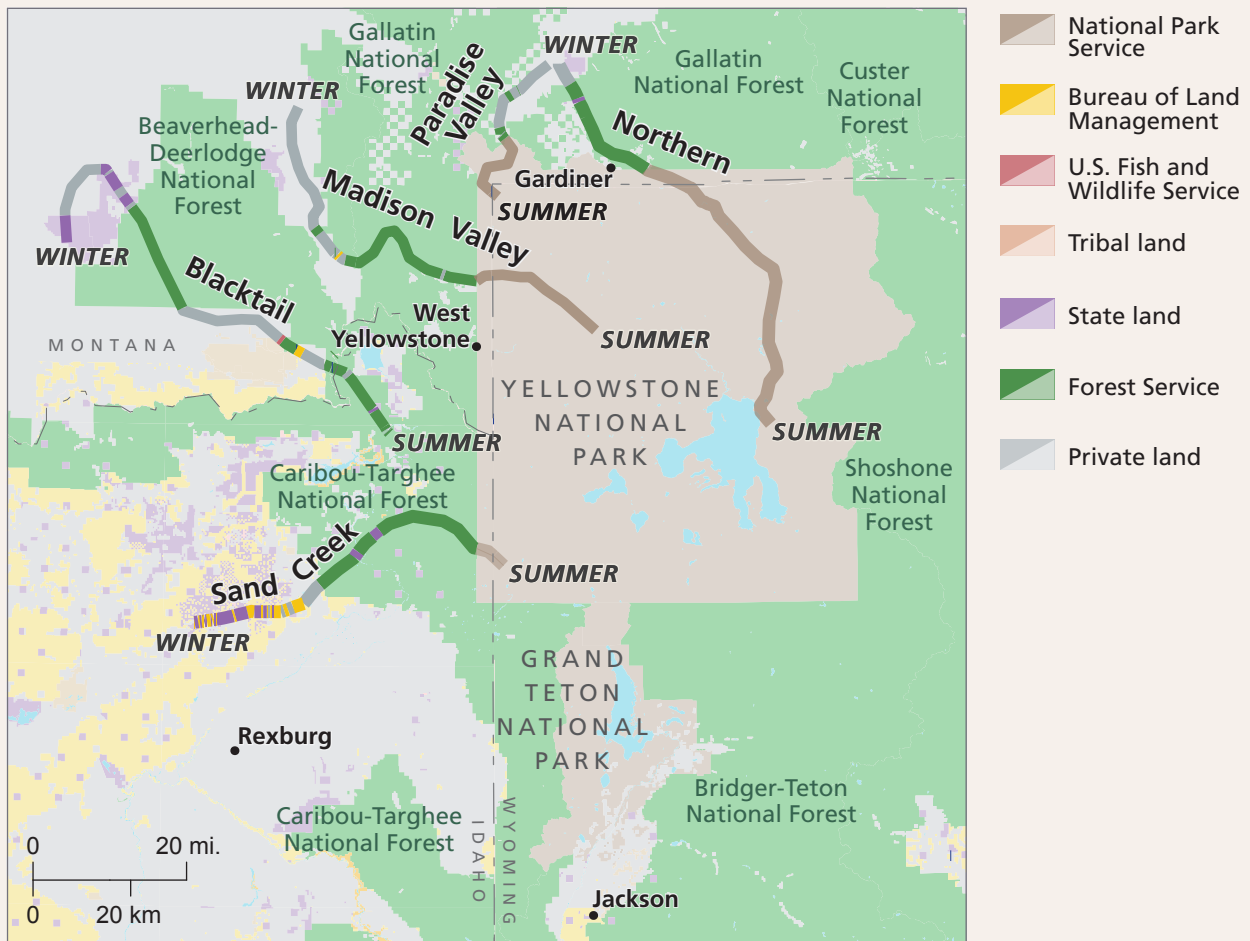 Gallatin
National
Forest
WINTER
Gallatin
National Forest
Custer
National
Forest
WINTER
Paradise
Valley
Beaverhead-
Deerlodge
National
Forest
Northern
Gardiner
Madison Valley
SUMMER
WINTER
Blacktail
West
Yellowstone
SUMMER
MONTANA
YELLOWSTONE
NATIONAL
PARK
SUMMER
SUMMER
Caribou-Targhee
National Forest
Shoshone
National
Forest
Sand Creek
SUMMER
WINTER
GRAND
TETON
NATIONAL
PARK
Rexburg
Bridger-Teton
National Forest
Caribou-Targhee
National Forest
IDAHO
WYOMING
0 20 mi.
0 20 km
Jackson
National Park
Service
Bureau of Land
Management
U.S. Fish and
Wildlife Service
Tribal land
State land
Forest Service
Private land